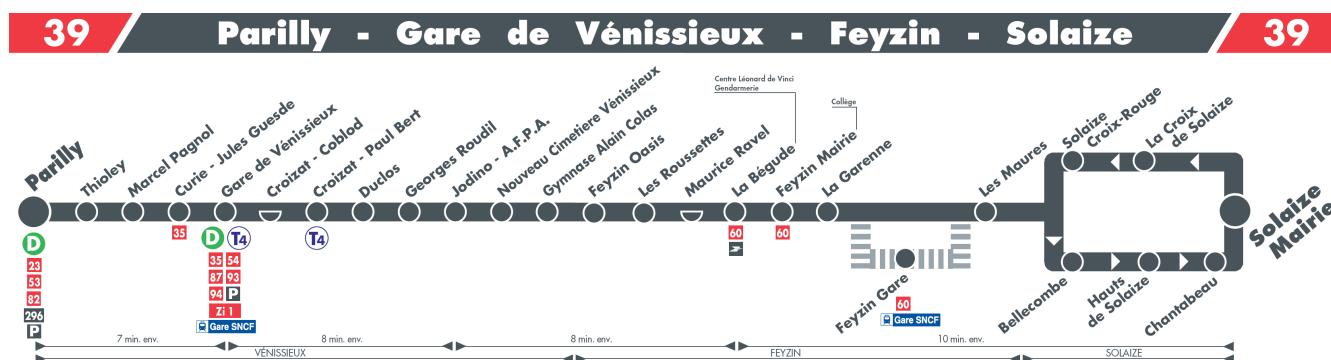 39
Parilly - Gare de Vénissieux - Feyzin - Solaize
39
Parilly
Thioley
Marcel Pagnol
Curie - Jules Guesde
Gare de Vénissieux
Croizat - Coblod
Croizat - Paul Bert
Duclos
Georges Roudil
Jodino - A.F.P.A.
Nouveau Cimetiere Vénissieux
Gymnase Alain Colas
Feyzin Oasis
Les Roussettes
Maurice Ravel
La Bégude
Centre Léonard de Vinci
Gendarmerie
Feyzin Mairie
Collège
La Garenne
Les Maures
Solaize
Croix-Rouge
La Croix
de Solaize
Solaize
Mairie
D
23
53
82
296
P
35
D T4
35 54
87 93
94 P
Zi 1
Gare SNCF
T4
60
60
Feyzin Gare
60
Gare SNCF
Bellecombe
Hauts
de Solaize
Chantabeau
7 min. env.
8 min. env.
8 min. env.
10 min. env.
VÉNISSIEUX
FEYZIN
SOLAIZE